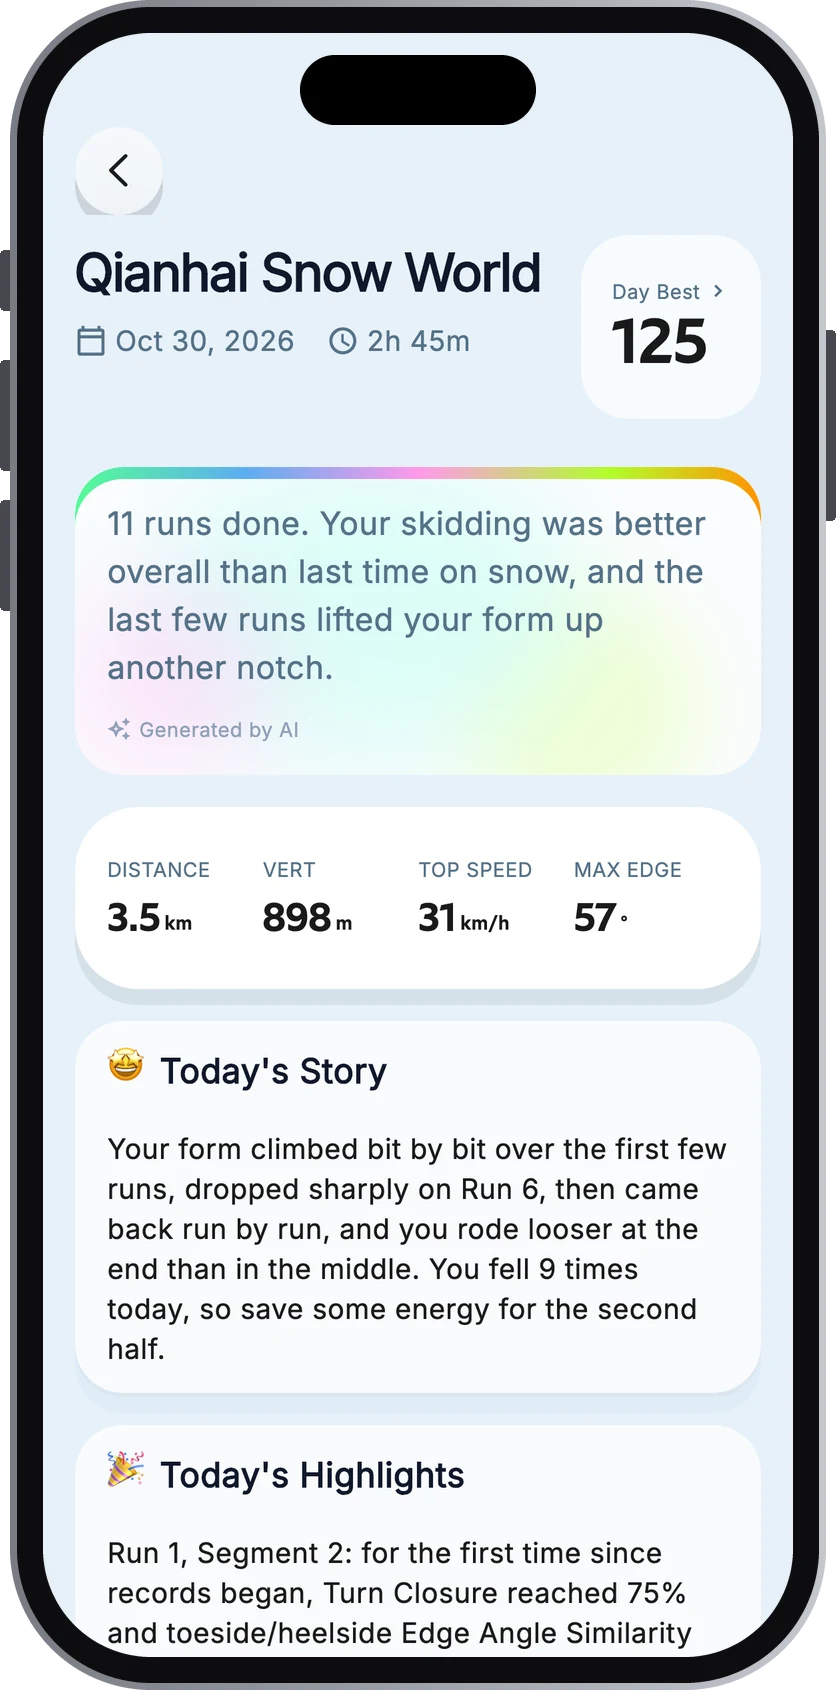 Qianhai Snow World
Oct 30, 2026 2h 45m
Day Best
125
11 runs done. Your skidding was better
overall than last time on snow, and the
last few runs lifted your form up
another notch.
Generated by AI
DISTANCE VERT TOP SPEED MAX EDGE
3.5 km 898 m 31 km/h 57 °
Today's Story
Your form climbed bit by bit over the first few
runs, dropped sharply on Run 6, then came
back run by run, and you rode looser at the
end than in the middle. You fell 9 times
today, so save some energy for the second
half.
Today's Highlights
Run 1, Segment 2: for the first time since
records began, Turn Closure reached 75%
and toeside/heelside Edge Angle Similarity